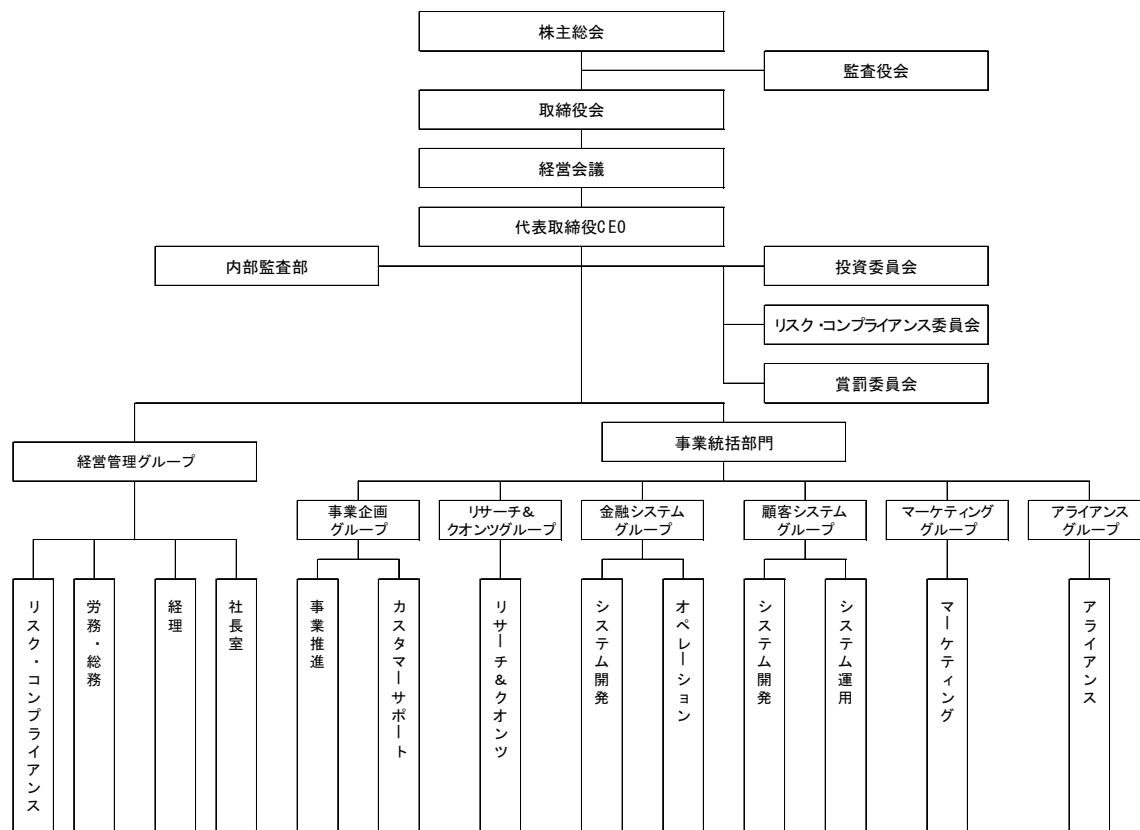 株主総会
監査役会
取締役会
経営会議
代表取締役CEO
内部監査部
投資委員会
リスク・コンプライアンス委員会
賞罰委員会
事業統括部門
経営管理グループ
事業企画
グループ
リサーチ&
クオンツグループ
金融システム
グループ
顧客システム
グループ
マーケティング
グループ
アライアンス
グループ
リスク・コンプライアンス
労務・総務
経理
社長室
事業推進
カスタマーサポート
リサーチ&クオンツ
システム開発
オペレーション
システム開発
システム運用
マーケティング
アライアンス